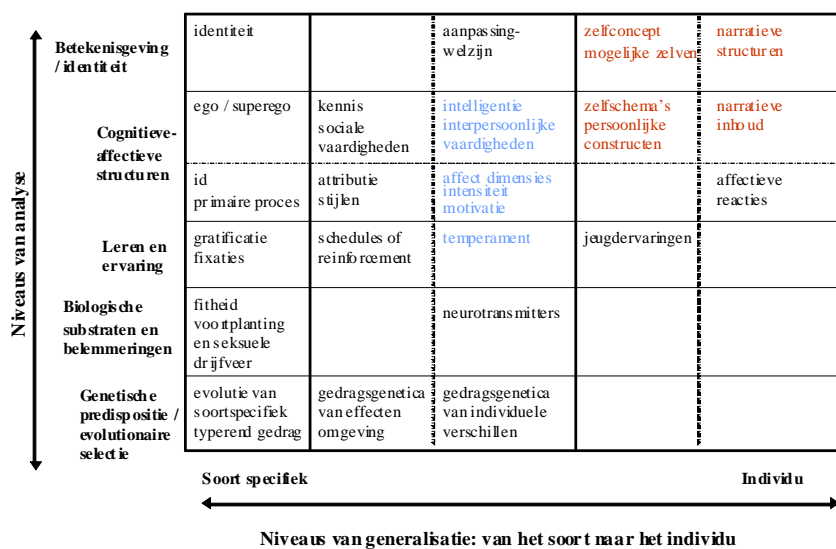 Niveaus van analyse
Betekenisgeving
/ identiteit
identiteit
aanpassing-
welzijn
zelfconcept
mogelijke zelven
narratieve
structuren
Cognitieve-
affectieve
structuren
ego / superego
kennis
sociale
vaardigheden
intelligentie
interpersoonlijke
vaardigheden
zelfschema's
persoonlijke
constructen
narratieve
inhoud
id
primaire proces
attributie
stijlen
affect dimensies
intensiteit
motivatie
affectieve
reacties
Leren en
ervaring
gratificatie
fixaties
schedules of
reinforcement
temperament
jeugdervaringen
Biologische
substraten en
belemmeringen
fitheid
voortplanting
en seksuele
drijfveer
neurotransmitters
Genetische
predispositie /
evolutionaire
selectie
evolutie van
soortspecifiek
typerend gedrag
gedragsgenetica
van effecten
omgeving
gedragsgenetica
van individuele
verschillen
Soort specifiek
Individu
Niveaus van generalisatie: van het soort naar het individu